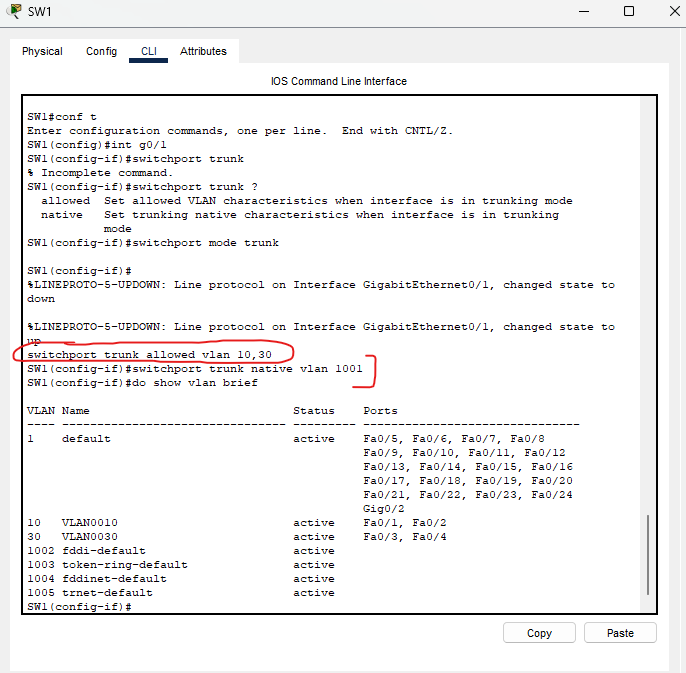 SW1
Physical Config CLI Attributes
IOS Command Line Interface
SW1#conf t
Enter configuration commands, one per line.  End with CNTL/Z.
SW1(config)#int g0/1
SW1(config-if)#switchport trunk
% Incomplete command.
SW1(config-if)#switchport trunk ?
  allowed  Set allowed VLAN characteristics when interface is in trunking mode
  native   Set trunking native characteristics when interface is in trunking
           mode
SW1(config-if)#switchport mode trunk
SW1(config-if)#
%LINEPROTO-5-UPDOWN: Line protocol on Interface GigabitEthernet0/1, changed state to
down
%LINEPROTO-5-UPDOWN: Line protocol on Interface GigabitEthernet0/1, changed state to
up
switchport trunk allowed vlan 10,30
SW1(config-if)#switchport trunk native vlan 1001
SW1(config-if)#do show vlan brief
VLAN Name                             Status    Ports
---- -------------------------------- --------- -------------------------------
1    default                          active    Fa0/5, Fa0/6, Fa0/7, Fa0/8
                                                Fa0/9, Fa0/10, Fa0/11, Fa0/12
                                                Fa0/13, Fa0/14, Fa0/15, Fa0/16
                                                Fa0/17, Fa0/18, Fa0/19, Fa0/20
                                                Fa0/21, Fa0/22, Fa0/23, Fa0/24
                                                Gig0/2
10   VLAN0010                         active    Fa0/1, Fa0/2
30   VLAN0030                         active    Fa0/3, Fa0/4
1002 fddi-default                     active
1003 token-ring-default               active
1004 fddinet-default                  active
1005 trnet-default                    active
SW1(config-if)#
Copy Paste